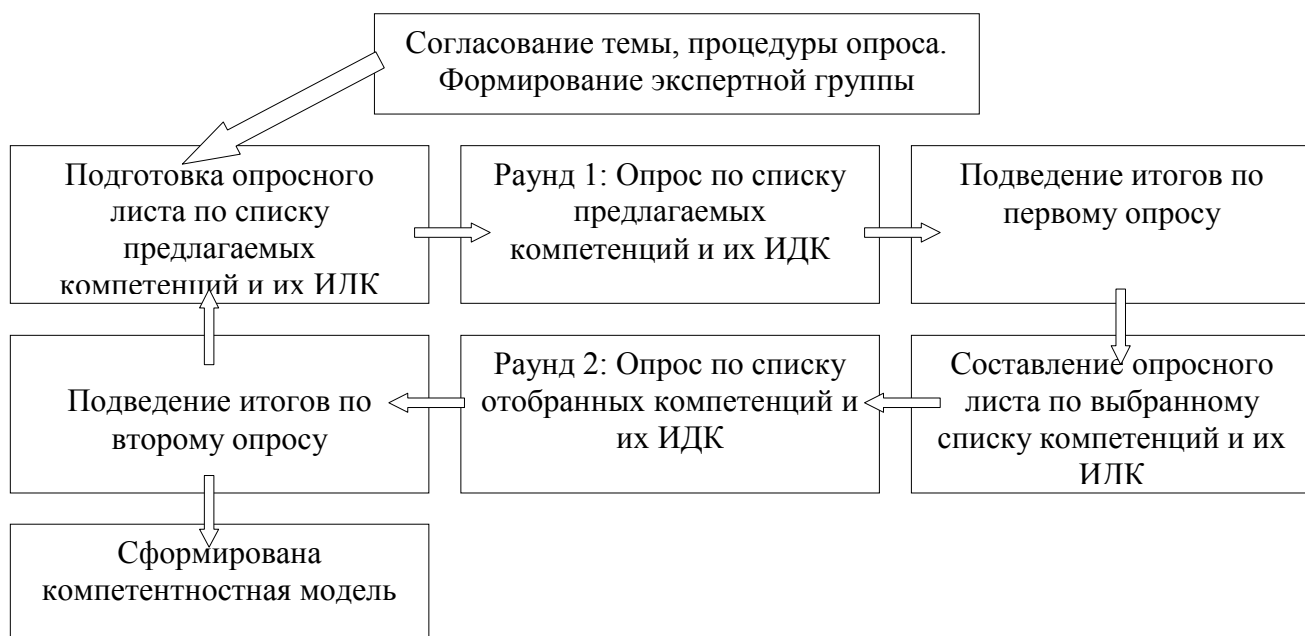 Согласование темы, процедуры опроса.
Формирование экспертной группы
Подготовка опросного
листа по списку
предлагаемых
компетенций и их ИДК
Раунд 1: Опрос по списку
предлагаемых
компетенций и их ИДК
Подведение итогов по
первому опросу
Подведение итогов по
второму опросу
Раунд 2: Опрос по списку
отобранных компетенций и
их ИДК
Составление опросного
листа по выбранному
списку компетенций и их
ИДК
Сформирована
компетентностная модель